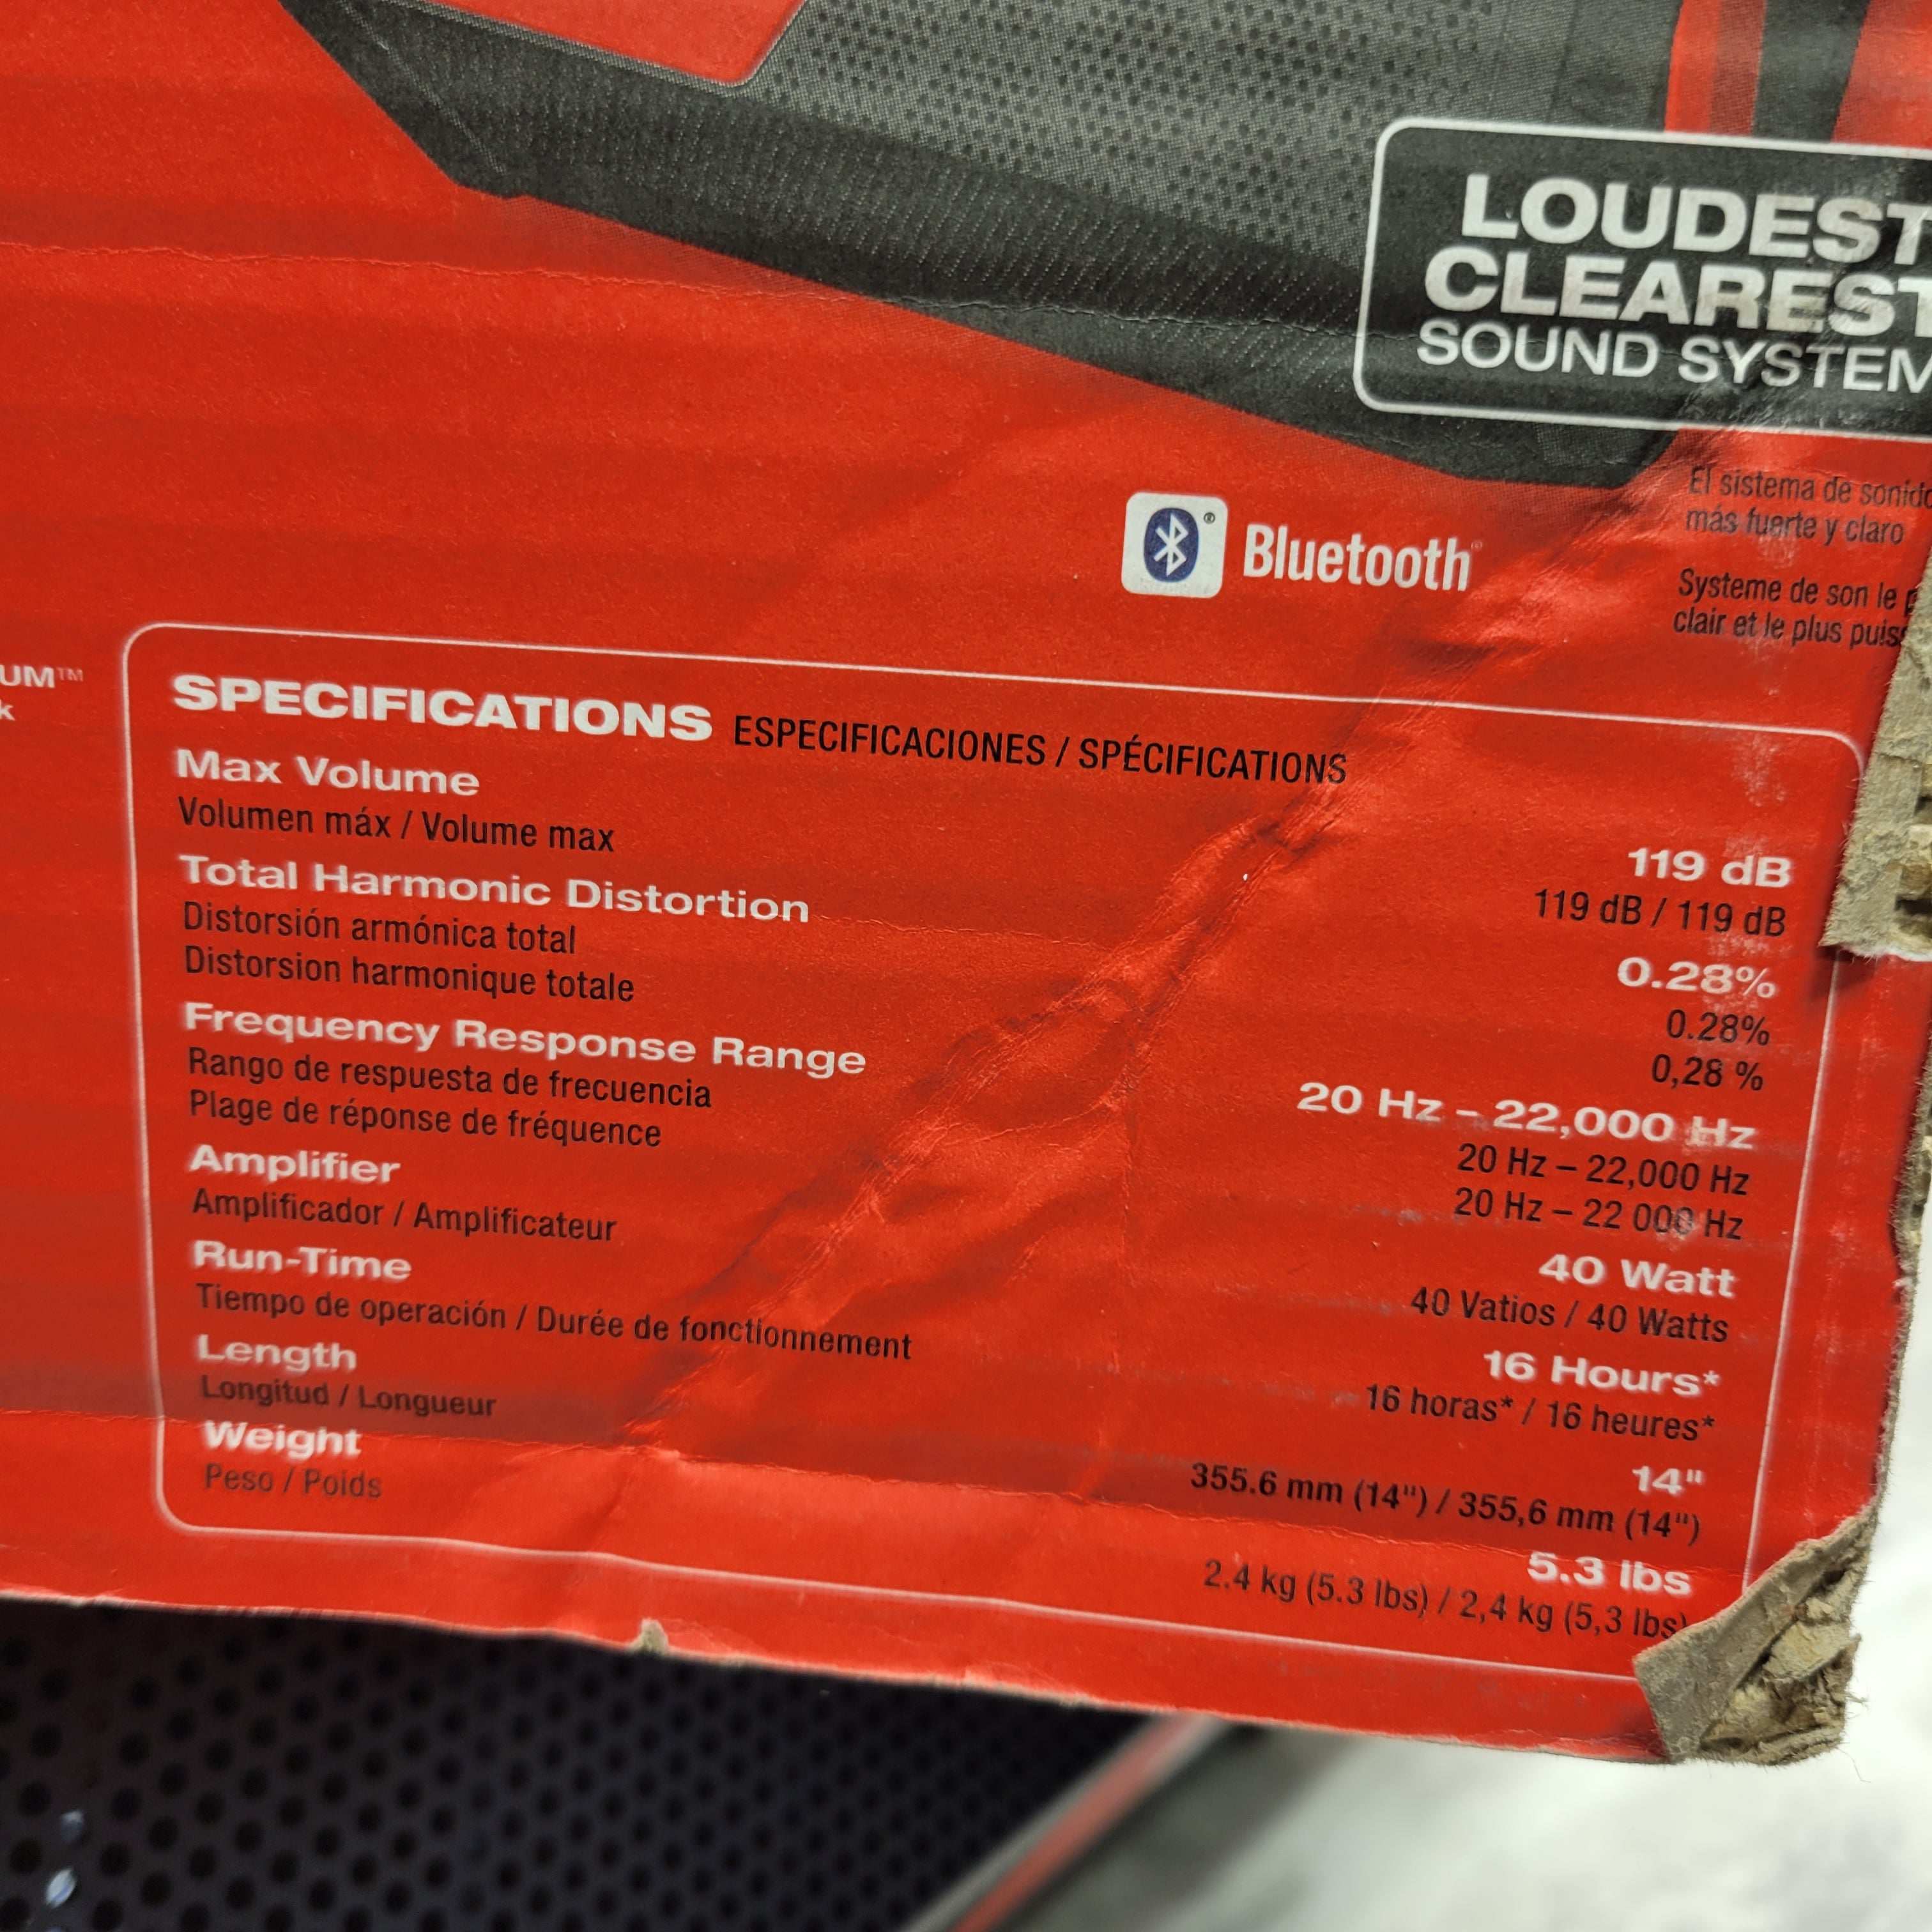 LOUDEST
CLEAREST
SOUND SYSTEM
El sistema de sonido
más fuerte y claro
Bluetooth
Systeme de son le
clair et le plus
UM™
k
SPECIFICATIONS ESPECIFICACIONES / SPÉCIFICATIONS
Max Volume 119 dB
Volumen máx / Volume max 119 dB / 119 dB
Total Harmonic Distortion 0.28%
Distorsión armónica total 0.28%
Distorsion harmonique totale 0,28 %
Frequency Response Range 20 Hz – 22,000 Hz
Rango de respuesta de frecuencia 20 Hz – 22,000 Hz
Plage de réponse de fréquence 20 Hz – 22 000 Hz
Amplifier 40 Watt
Amplificador / Amplificateur 40 Vatios / 40 Watts
Run-Time 16 Hours*
Tiempo de operación / Durée de fonctionnement 16 horas* / 16 heures*
Length 14"
Longitud / Longueur 355.6 mm (14") / 355,6 mm (14")
Weight 5.3 lbs
Peso / Poids 2.4 kg (5.3 lbs) / 2,4 kg (5,3 lbs)